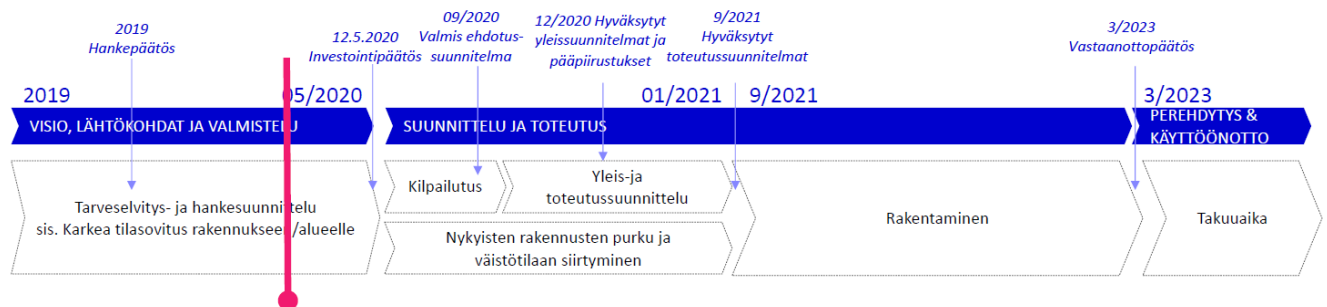 2019
Hankepäätös
12.5.2020
Investointipäätös
09/2020
Valmis ehdotus-
suunnitelma
12/2020 Hyväksytyt
yleissuunnitelmat ja
pääpiirustukset
9/2021
Hyväksytyt
toteutussuunnitelmat
3/2023
Vastaanottopäätös
2019
05/2020
01/2021
9/2021
3/2023
VISIO, LÄHTÖKOHDAT JA VALMISTELU
SUUNNITTELU JA TOTEUTUS
PEREHDYTYS &
KÄYTTÖÖNOTTO
Tarveselvitys- ja hankesuunnittelu
sis. Karkea tilasovitus rakennukseen/alueelle
Kilpailutus
Yleis-ja
toteutussuunnittelu
Nykyisten rakennusten purku ja
väistötilaan siirtyminen
Rakentaminen
Takuuaika